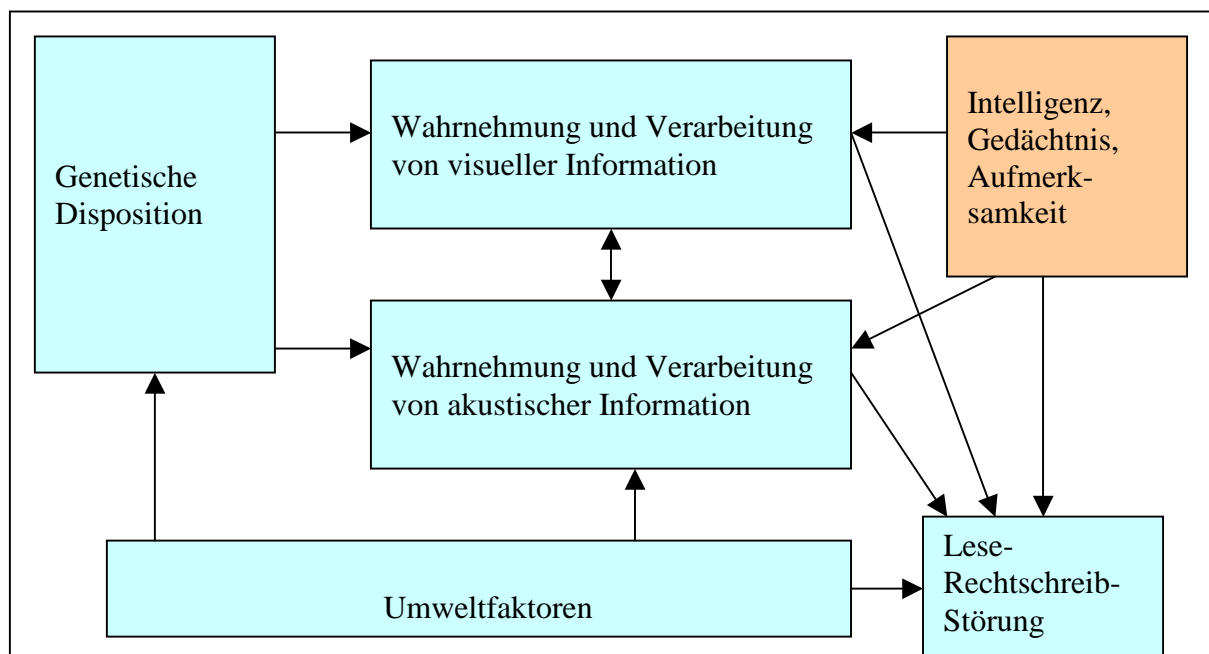 Genetische
Disposition
Wahrnehmung und Verarbeitung
von visueller Information
Intelligenz,
Gedächtnis,
Aufmerk-
samkeit
Wahrnehmung und Verarbeitung
von akustischer Information
Umweltfaktoren
Lese-
Rechtschreib-
Störung